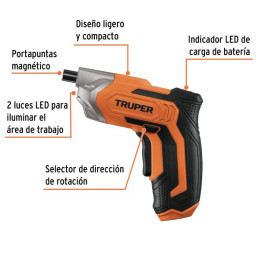 Diseño ligero
y compacto
Indicador LED de
carga de batería
Portapuntas
magnético
2 luces LED para
iluminar el
área de trabajo
TRUPER
Selector de dirección
de rotación